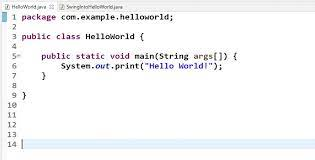 HelloWorld.java SwingIntoHelloWorld.java
1 package com.example.helloworld;
2
3 public class HelloWorld {
4
5 public static void main(String args[]) {
6 System.out.print("Hello World!");
7 }
8
9 }
10
11
12
13
14